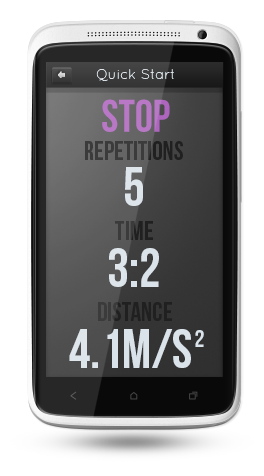 Quick Start
STOP
REPETITIONS
5
TIME
3:2
DISTANCE
4.1M/S²